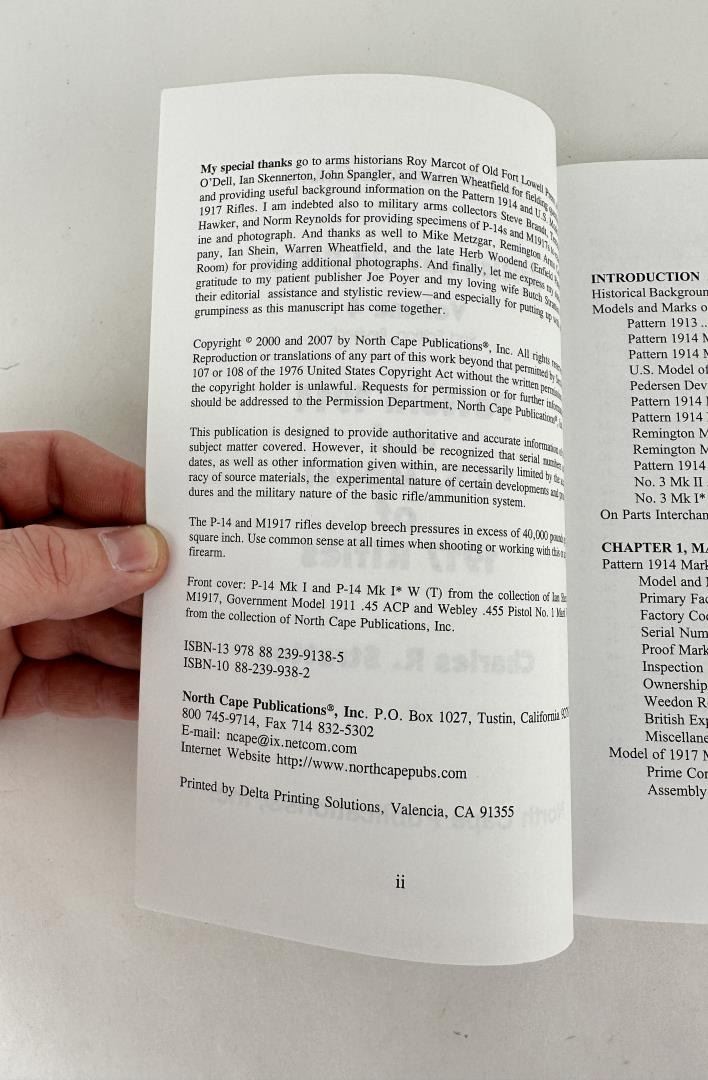 My special thanks go to arms historians Roy Marcot of Old Fort Lowell
O'Dell, Ian Skennerton, John Spangler, and Warren Wheatfield for fielding
and providing useful background information on the Pattern 1914 and U.S.
1917 Rifles. I am indebted also to military arms collectors Steve Brandt,
Hawker, and Norm Reynolds for providing specimens of P-14s and M1917s
ine and photograph. And thanks as well to Mike Metzgar, Remington Arms
pany, Ian Shein, Warren Wheatfield, and the late Herb Woodend (Enfield
Room) for providing additional photographs. And finally, let me express my
gratitude to my patient publisher Joe Poyer and my loving wife Butch
their editorial assistance and stylistic review—and especially for putting up
grumpiness as this manuscript has come together.
Copyright © 2000 and 2007 by North Cape Publications®, Inc. All rights
Reproduction or translations of any part of this work beyond that permitted by
107 or 108 of the 1976 United States Copyright Act without the written
the copyright holder is unlawful. Requests for permission or for further
should be addressed to the Permission Department, North Cape Publications®
This publication is designed to provide authoritative and accurate information
subject matter covered. However, it should be recognized that serial numbers
dates, as well as other information given within, are necessarily limited by the
racy of source materials, the experimental nature of certain developments and
dures and the military nature of the basic rifle/ammunition system.
The P-14 and M1917 rifles develop breech pressures in excess of 40,000 pounds
square inch. Use common sense at all times when shooting or working with this
firearm.
Front cover: P-14 Mk I and P-14 Mk I* W (T) from the collection of Ian
M1917, Government Model 1911 .45 ACP and Webley .455 Pistol No. 1
from the collection of North Cape Publications, Inc.
ISBN-13 978 88 239-9138-5
ISBN-10 88-239-938-2
North Cape Publications®, Inc. P.O. Box 1027, Tustin, California
800 745-9714, Fax 714 832-5302
E-mail: ncape@ix.netcom.com
Internet Website http://www.northcapepubs.com
Printed by Delta Printing Solutions, Valencia, CA 91355
ii
INTRODUCTION
Historical Backgroun
Models and Marks o
Pattern 1913 ..
Pattern 1914 M
Pattern 1914 M
U.S. Model of
Pedersen Dev
Pattern 1914
Pattern 1914
Remington M
Remington M
Pattern 1914
No. 3 Mk II
No. 3 Mk I*
On Parts Interchan
CHAPTER 1, MA
Pattern 1914 Mark
Model and
Primary Fac
Factory Co
Serial Num
Proof Mark
Inspection
Ownership
Weedon R
British Exp
Miscellane
Model of 1917 M
Prime Cor
Assembly